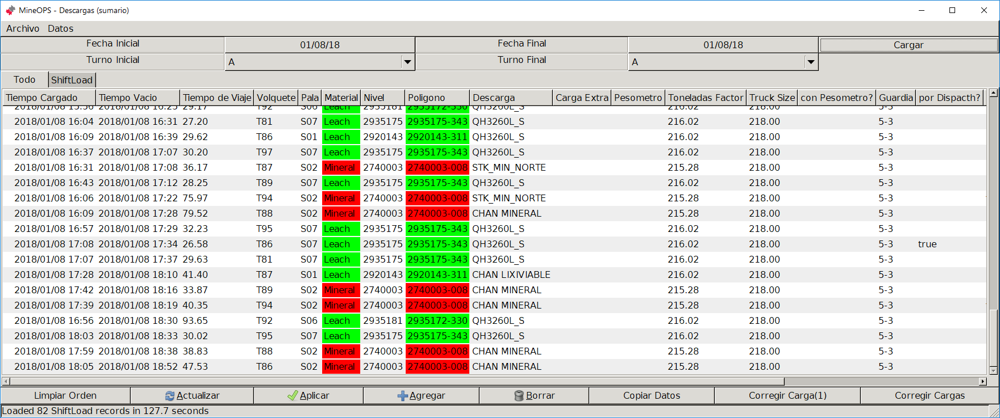 MineOPS - Descargas (sumario)
Archivo Datos
Fecha Inicial 01/08/18 Fecha Final 01/08/18 Cargar
Turno Inicial A Turno Final A
Todo ShiftLoad
Tiempo Cargado Tiempo Vacio Tiempo de Viaje Volquete Pala Material Nivel Poligono Descarga Carga Extra Pesometro Toneladas Factor Truck Size con Pesometro? Guardia por Dispacth?
2018/01/08 15:56 2018/01/08 16:25 29.17 T92 S06 Leach 2935181 2935172-330 QH3260L_S 216.02 218.00 5-3
2018/01/08 16:04 2018/01/08 16:31 27.20 T81 S07 Leach 2935175 2935175-343 QH3260L_S 216.02 218.00 5-3
2018/01/08 16:09 2018/01/08 16:39 29.62 T86 S01 Leach 2920143 2920143-311 QH3260L_S 216.02 218.00 5-3
2018/01/08 16:37 2018/01/08 17:07 30.20 T97 S07 Leach 2935175 2935175-343 QH3260L_S 216.02 218.00 5-3
2018/01/08 16:31 2018/01/08 17:08 36.17 T87 S02 Mineral 2740003 2740003-008 STK_MIN_NORTE 215.28 218.00 5-3
2018/01/08 16:43 2018/01/08 17:12 28.25 T89 S07 Leach 2935175 2935175-343 QH3260L_S 216.02 218.00 5-3
2018/01/08 16:06 2018/01/08 17:22 75.97 T94 S02 Mineral 2740003 2740003-008 STK_MIN_NORTE 215.28 218.00 5-3
2018/01/08 16:09 2018/01/08 17:28 79.52 T88 S02 Mineral 2740003 2740003-008 CHAN MINERAL 215.28 218.00 5-3
2018/01/08 16:57 2018/01/08 17:29 32.23 T95 S07 Leach 2935175 2935175-343 QH3260L_S 216.02 218.00 5-3
2018/01/08 17:08 2018/01/08 17:34 26.58 T86 S07 Leach 2935175 2935175-343 QH3260L_S 216.02 218.00 5-3 true
2018/01/08 17:07 2018/01/08 17:37 29.63 T81 S07 Leach 2935175 2935175-343 QH3260L_S 216.02 218.00 5-3
2018/01/08 17:28 2018/01/08 18:10 41.40 T87 S01 Leach 2920143 2920143-311 CHAN LIXIVIABLE 216.02 218.00 5-3
2018/01/08 17:42 2018/01/08 18:16 33.87 T89 S02 Mineral 2740003 2740003-008 CHAN MINERAL 215.28 218.00 5-3
2018/01/08 17:39 2018/01/08 18:19 40.35 T94 S02 Mineral 2740003 2740003-008 CHAN MINERAL 215.28 218.00 5-3
2018/01/08 16:56 2018/01/08 18:30 93.65 T92 S06 Leach 2935181 2935172-330 QH3260L_S 216.02 218.00 5-3
2018/01/08 18:03 2018/01/08 18:33 30.02 T95 S07 Leach 2935175 2935175-343 QH3260L_S 216.02 218.00 5-3
2018/01/08 17:59 2018/01/08 18:38 38.83 T88 S02 Mineral 2740003 2740003-008 CHAN MINERAL 215.28 218.00 5-3
2018/01/08 18:05 2018/01/08 18:52 47.53 T86 S02 Mineral 2740003 2740003-008 CHAN MINERAL 215.28 218.00 5-3
Limpiar Orden Actualizar Aplicar Agregar Borrar Copiar Datos Corregir Carga(1) Corregir Cargas
Loaded 82 ShiftLoad records in 127.7 seconds